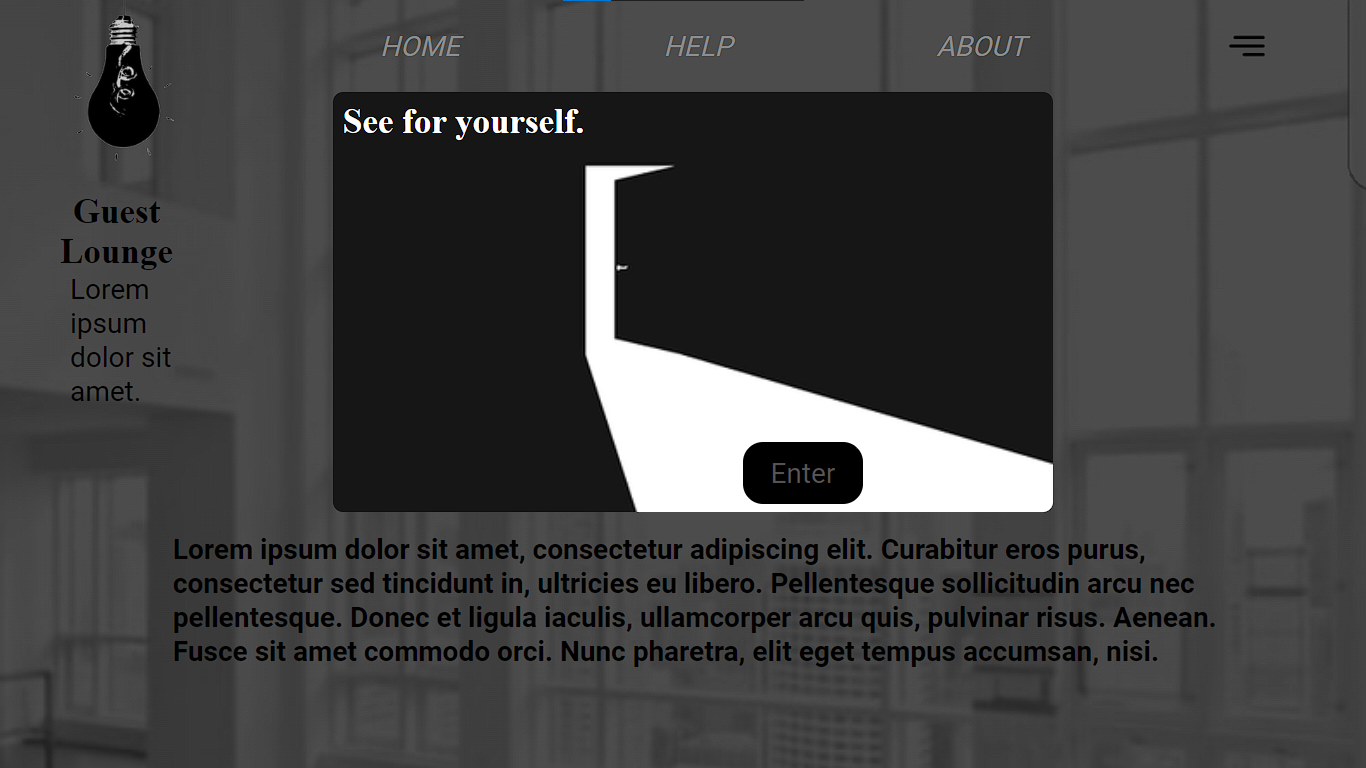 HOME
HELP
ABOUT
See for yourself.
Guest
Lounge
Lorem
ipsum
dolor sit
amet.
Enter
Lorem ipsum dolor sit amet, consectetur adipiscing elit. Curabitur eros purus,
consectetur sed tincidunt in, ultricies eu libero. Pellentesque sollicitudin arcu nec
pellentesque. Donec et ligula iaculis, ullamcorper arcu quis, pulvinar risus. Aenean.
Fusce sit amet commodo orci. Nunc pharetra, elit eget tempus accumsan, nisi.